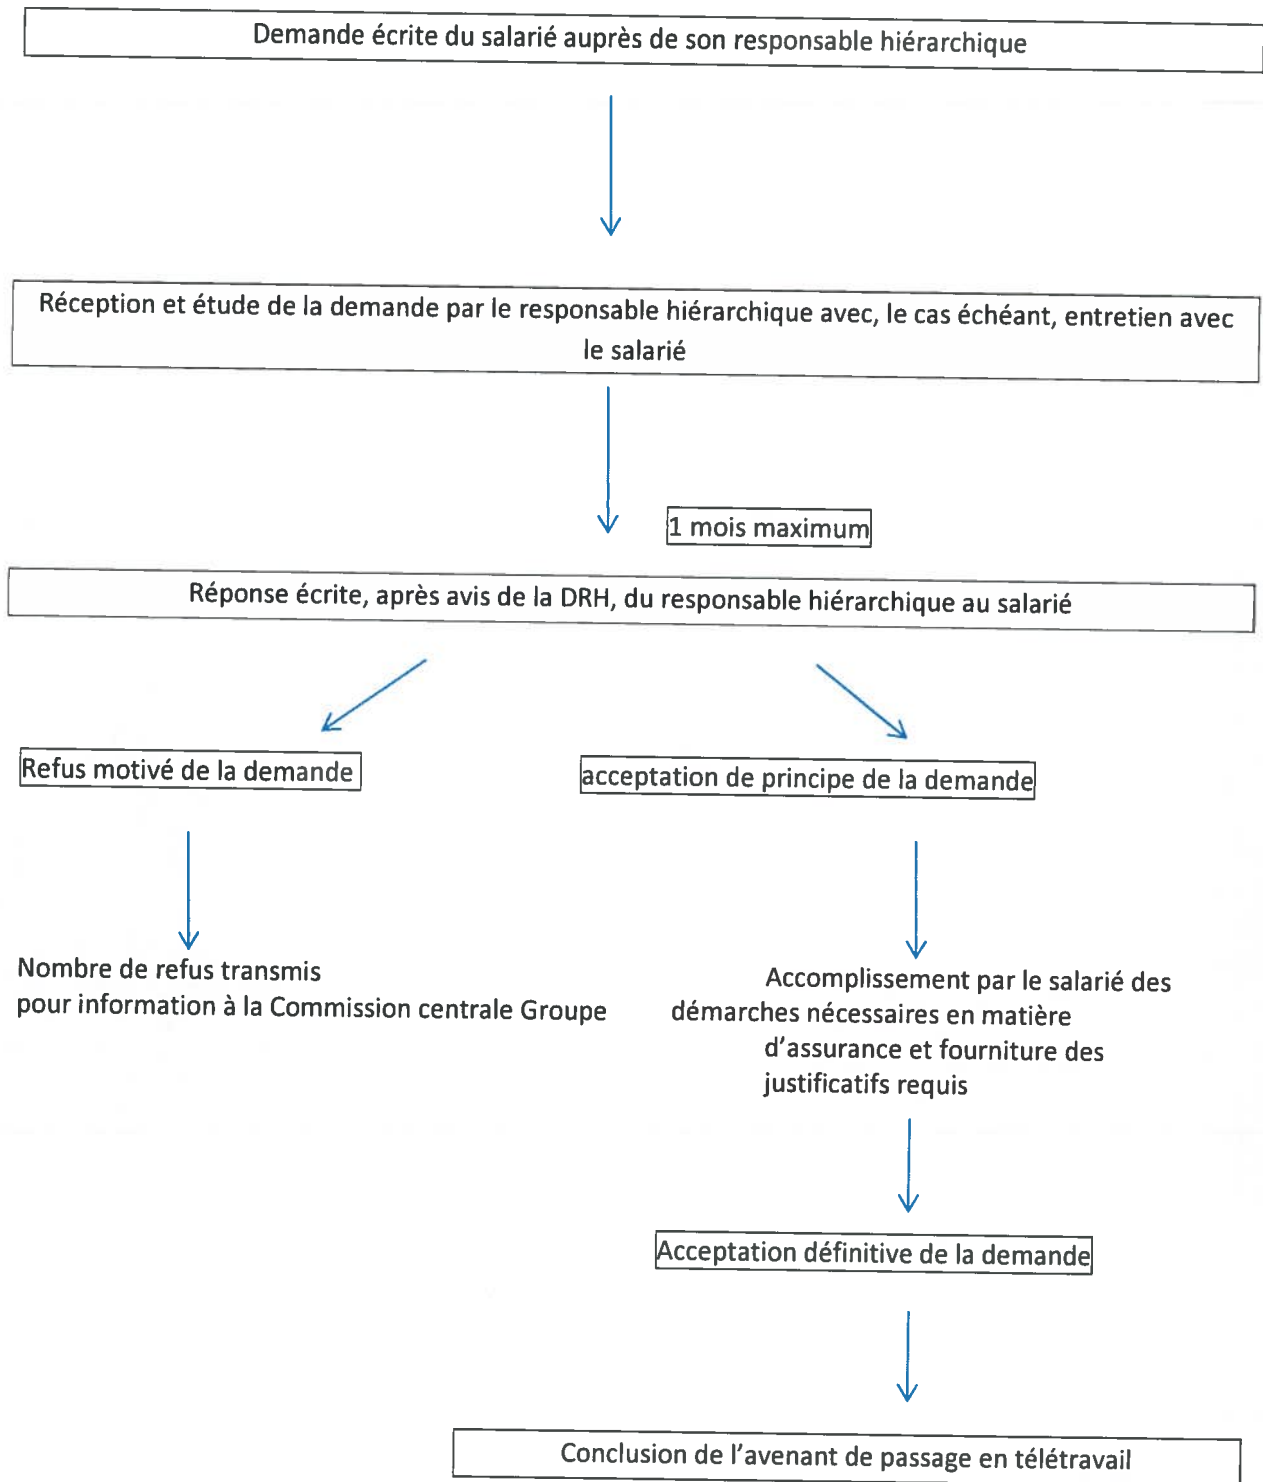 Demande écrite du salarié auprès de son responsable hiérarchique
Réception et étude de la demande par le responsable hiérarchique avec, le cas échéant, entretien avec
le salarié
1 mois maximum
Réponse écrite, après avis de la DRH, du responsable hiérarchique au salarié
Refus motivé de la demande
acceptation de principe de la demande
Nombre de refus transmis
pour information à la Commission centrale Groupe
Accomplissement par le salarié des
démarches nécessaires en matière
d'assurance et fourniture des
justificatifs requis
Acceptation définitive de la demande
Conclusion de l'avenant de passage en télétravail